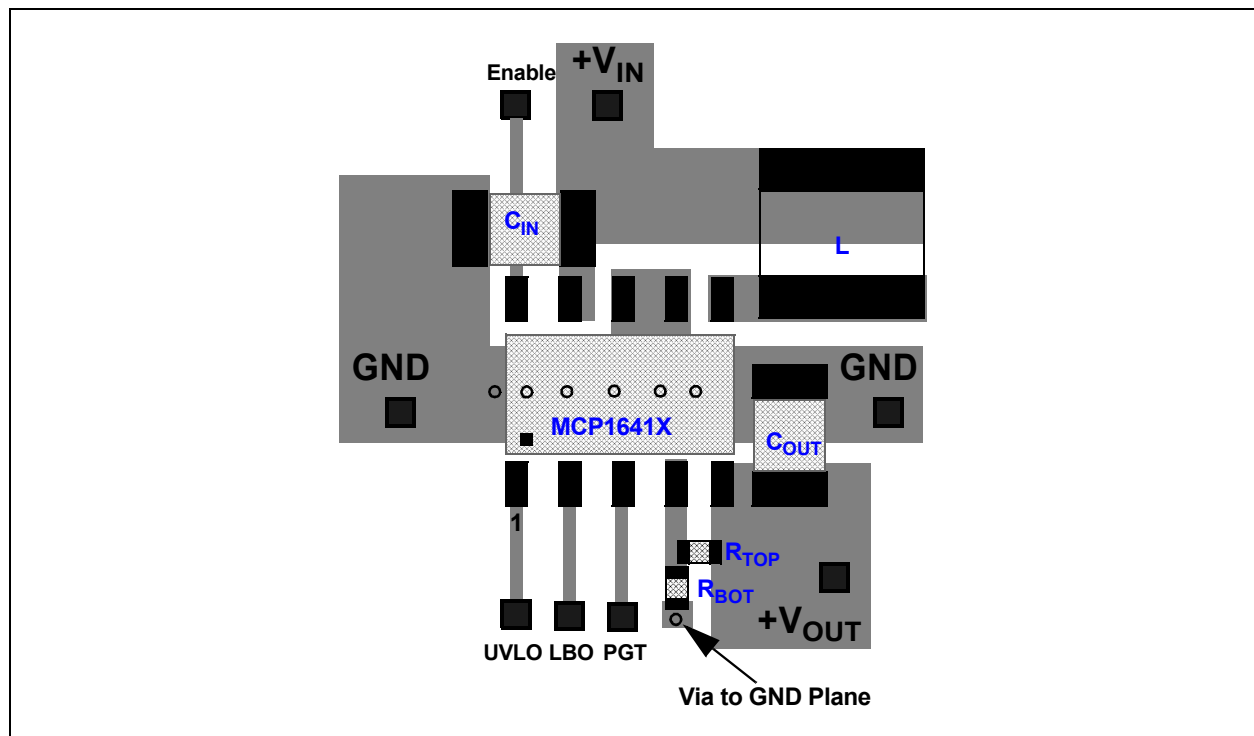 +VIN
Enable
CIN
L
GND
GND
MCP1641X
COUT
1
RTOP
RBOT
+VOUT
UVLO LBO PGT
Via to GND Plane